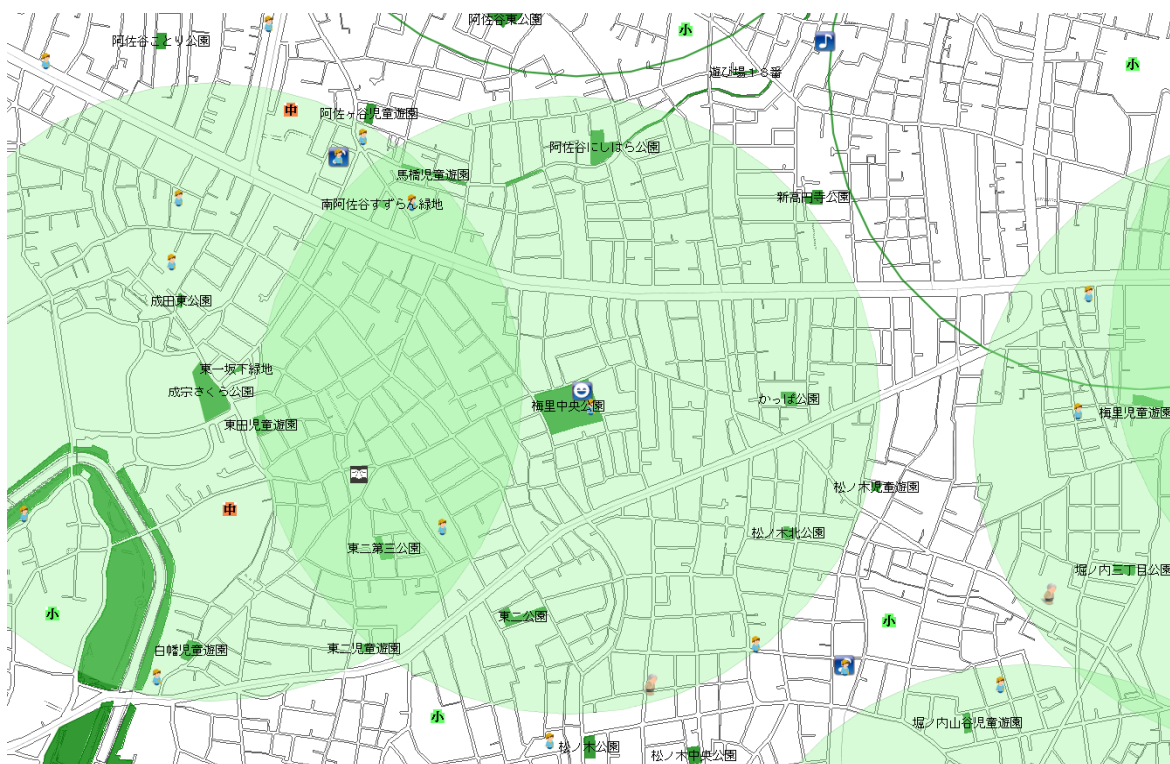 阿佐谷東公園
小
阿佐谷ことり公園
小
遊び場18番
中
阿佐ヶ谷児童遊園
阿佐谷にしはら公園
馬橋児童遊園
新高円寺公園
南阿佐谷すずらん緑地
成田東公園
東一坂下緑地
成宗さくら公園
かっぱ公園
梅里中央公園
梅里児童遊園
東田児童遊園
松ノ木児童遊園
中
松ノ木北公園
東二第三公園
堀ノ内三丁目公園
小
東二公園
小
東二児童遊園
白幡児童遊園
小
堀ノ内山谷児童遊園
松ノ木公園
松ノ木中央公園